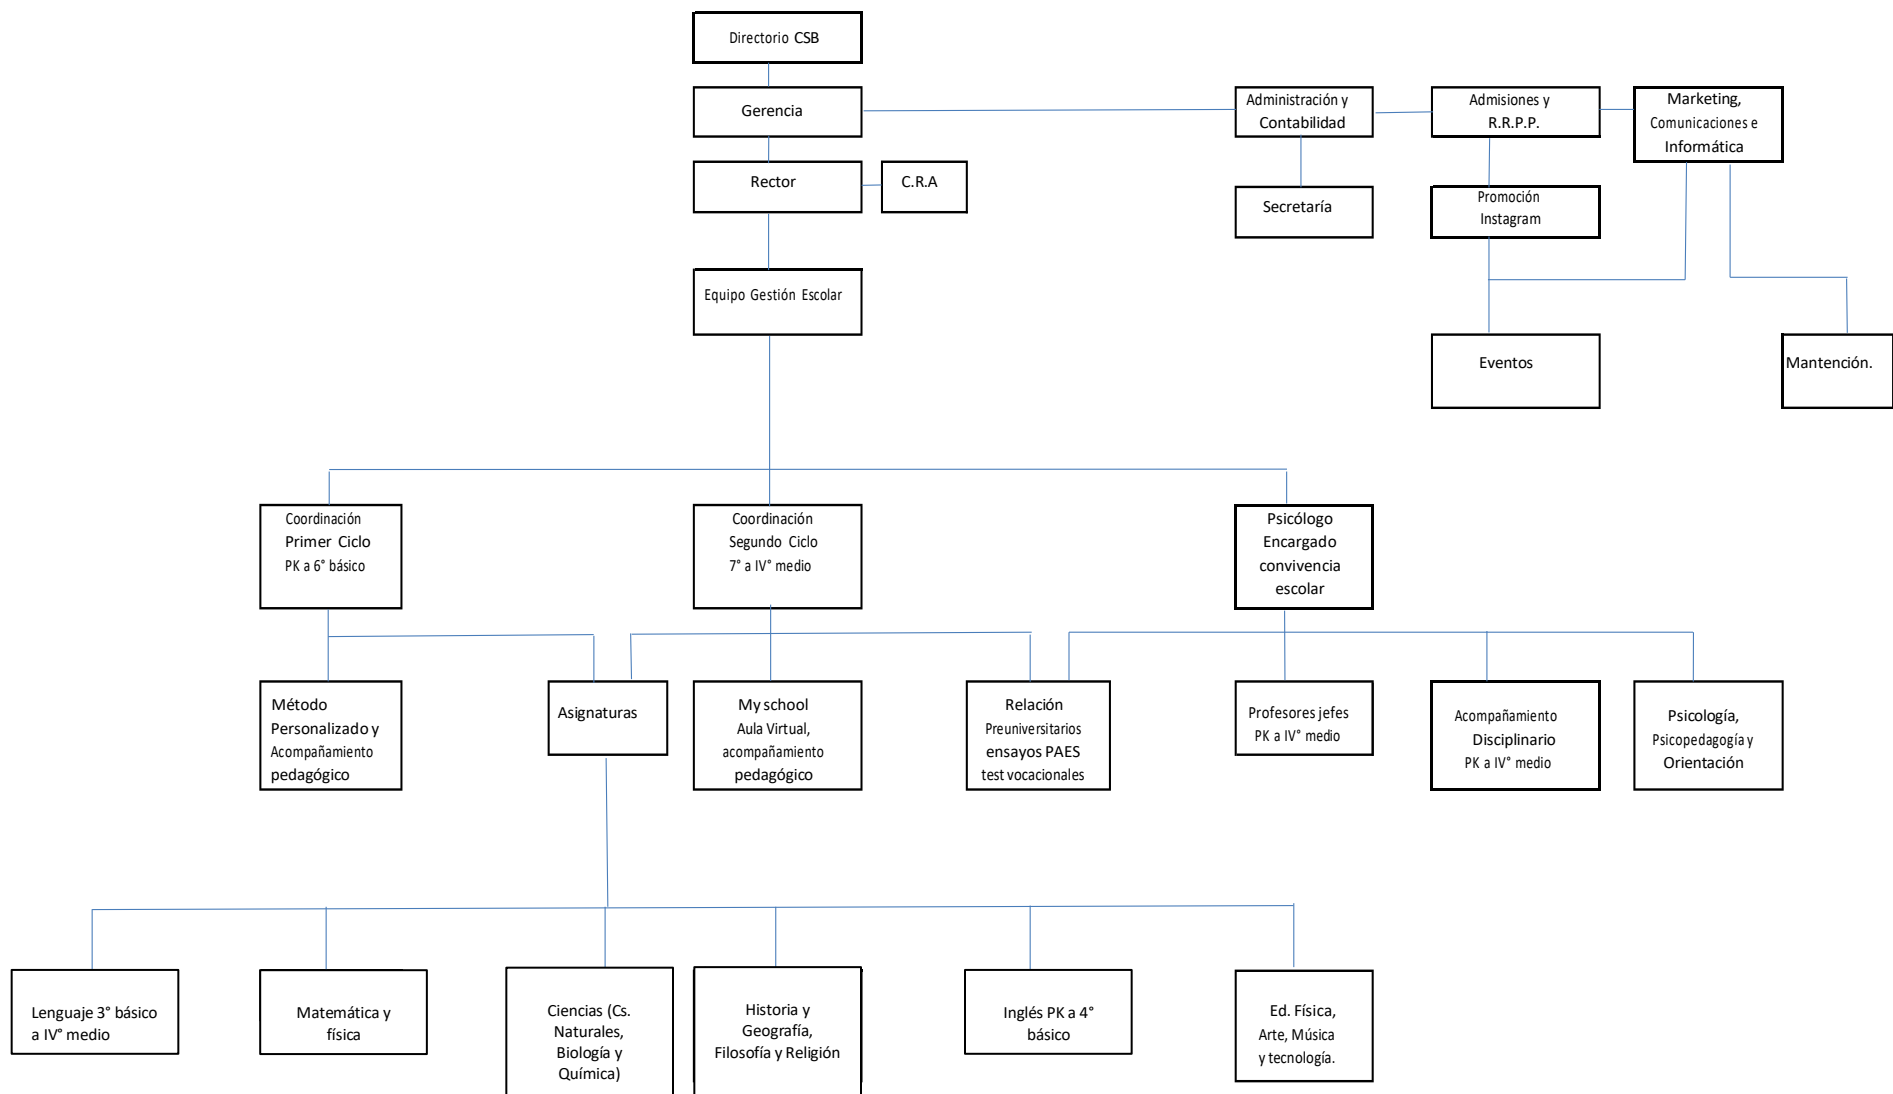 Directorio CSB
Gerencia
Administración y
Contabilidad
Admisiones y
R.R.P.P.
Marketing,
Comunicaciones e
Informática
Rector
C.R.A
Secretaría
Promoción
Instagram
Equipo Gestión Escolar
Eventos
Mantención.
Coordinación
Primer Ciclo
PK a 6° básico
Coordinación
Segundo Ciclo
7° a IV° medio
Psicólogo
Encargado
convivencia
escolar
Método
Personalizado y
Acompañamiento
pedagógico
Asignaturas
My school
Aula Virtual,
acompañamiento
pedagógico
Relación
Preuniversitarios
ensayos PAES
test vocacionales
Profesores jefes
PK a IV° medio
Acompañamiento
Disciplinario
PK a IV° medio
Psicología,
Psicopedagogía y
Orientación
Lenguaje 3° básico
a IV° medio
Matemática y
física
Ciencias (Cs.
Naturales,
Biología y
Química)
Historia y
Geografía,
Filosofía y Religión
Inglés PK a 4°
básico
Ed. Física,
Arte, Música
y tecnología.